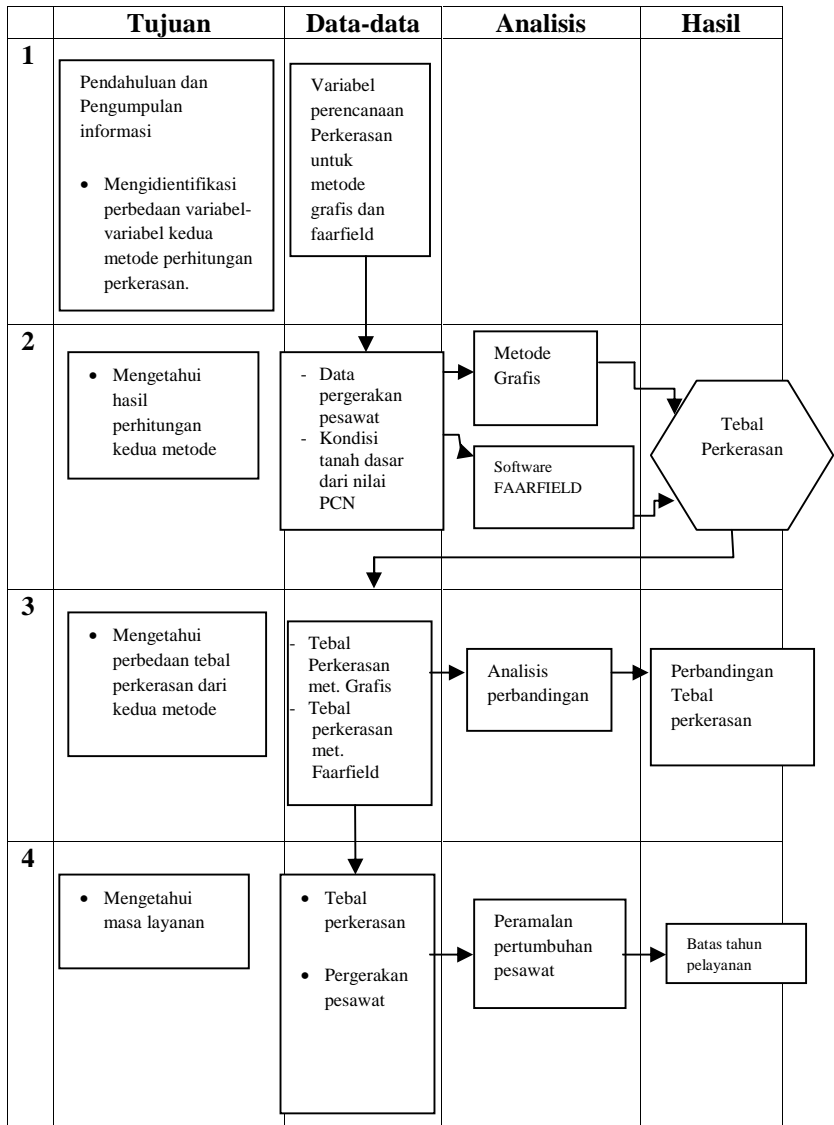 Tujuan
Data-data
Analisis
Hasil
1
Pendahuluan dan
Pengumpulan
informasi
• Mengidientifikasi
perbedaan variabel-
variabel kedua
metode perhitungan
perkerasan.
Variabel
perencanaan
Perkerasan
untuk
metode
grafis dan
faarfield
2
• Mengetahui
hasil
perhitungan
kedua metode
- Data
pergerakan
pesawat
- Kondisi
tanah dasar
dari nilai
PCN
Metode
Grafis
Software
FAARFIELD
Tebal
Perkerasan
3
• Mengetahui
perbedaan tebal
perkerasan dari
kedua metode
- Tebal
Perkerasan
met. Grafis
- Tebal
perkerasan
met.
Faarfield
Analisis
perbandingan
Perbandingan
Tebal
perkerasan
4
• Mengetahui
masa layanan
• Tebal
perkerasan
• Pergerakan
pesawat
Peramalan
pertumbuhan
pesawat
Batas tahun
pelayanan